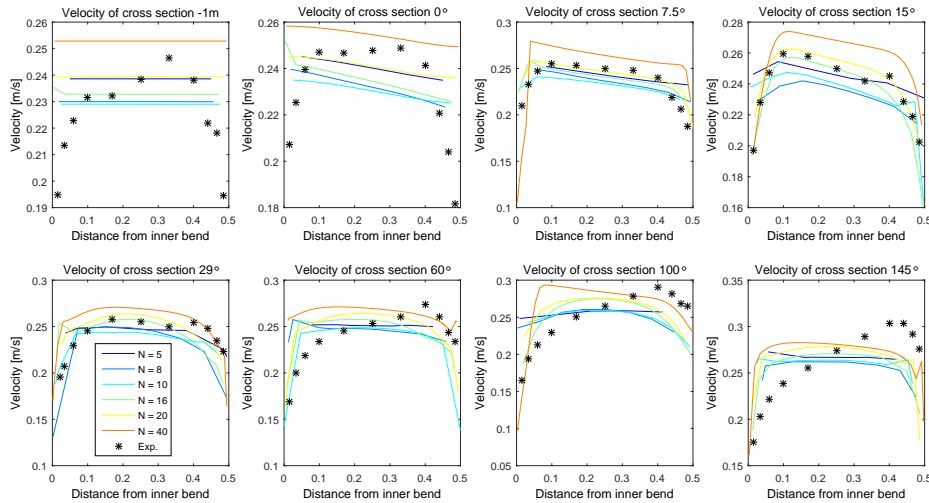 Velocity of cross section -1m
Velocity of cross section 0°
Velocity of cross section 7.5°
Velocity of cross section 15°
Velocity [m/s]
0.26
0.25
0.24
0.23
0.22
0.21
0.2
0.19
0 0.1 0.2 0.3 0.4 0.5
Distance from inner bend
Velocity [m/s]
0.26
0.24
0.22
0.2
0.18
0 0.1 0.2 0.3 0.4 0.5
Distance from inner bend
Velocity [m/s]
0.3
0.25
0.2
0.15
0.1
0 0.1 0.2 0.3 0.4 0.5
Distance from inner bend
Velocity [m/s]
0.28
0.26
0.24
0.22
0.2
0.18
0.16
0 0.1 0.2 0.3 0.4 0.5
Distance from inner bend
Velocity of cross section 29°
Velocity of cross section 60°
Velocity of cross section 100°
Velocity of cross section 145°
Velocity [m/s]
0.3
0.25
0.2
0.15
0.1
N = 5
N = 8
N = 10
N = 16
N = 20
N = 40
Exp.
0 0.1 0.2 0.3 0.4 0.5
Distance from inner bend
Velocity [m/s]
0.3
0.25
0.2
0.15
0.1
0 0.1 0.2 0.3 0.4 0.5
Distance from inner bend
Velocity [m/s]
0.3
0.25
0.2
0.15
0.1
0.05
0 0.1 0.2 0.3 0.4 0.5
Distance from inner bend
Velocity [m/s]
0.35
0.3
0.25
0.2
0.15
0 0.1 0.2 0.3 0.4 0.5
Distance from inner bend